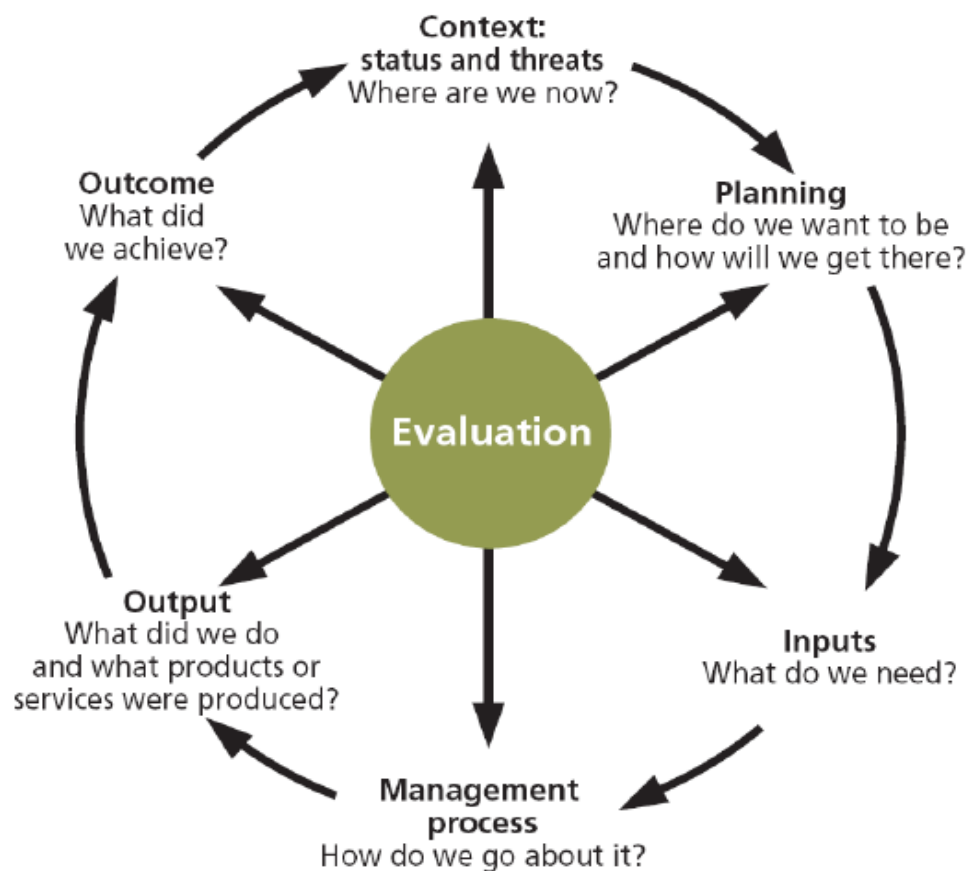 Context:
status and threats
Where are we now?
Planning
Where do we want to be
and how will we get there?
Inputs
What do we need?
Management
process
How do we go about it?
Output
What did we do
and what products or
services were produced?
Outcome
What did
we achieve?
Evaluation